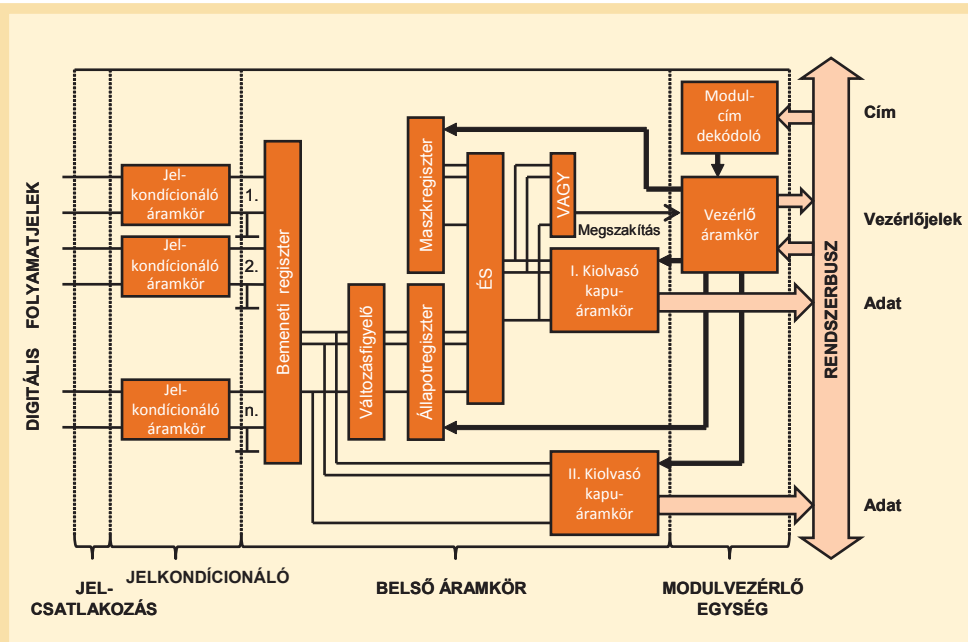 DIGITÁLIS FOLYAMATJELEK
Jel-
kondícionáló
áramkör
1.
Jel-
kondícionáló
áramkör
2.
Jel-
kondícionáló
áramkör
n.
Bemeneti regiszter
Változásfigyelő
Maszkregiszter
Állapotregiszter
ÉS
VAGY
Megszakítás
I. Kiolvasó
kapu-
áramkör
II. Kiolvasó
kapu-
áramkör
Modul-
cím
dekódoló
Vezérlő
áramkör
RENDSZERBUSZ
Cím
Vezérlőjelek
Adat
Adat
JEL-
CSATLAKOZÁS
JELKONDÍCIONÁLÓ
BELSŐ ÁRAMKÖR
MODULVEZÉRLŐ
EGYSÉG